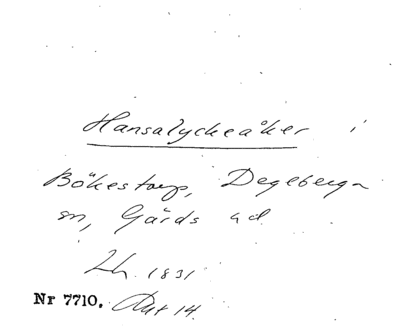 Hansalyckeåker i
Bökestorp, Degeberga
sn, Gärds hd
Lh. 1831
Nr 7710. Akt 14.